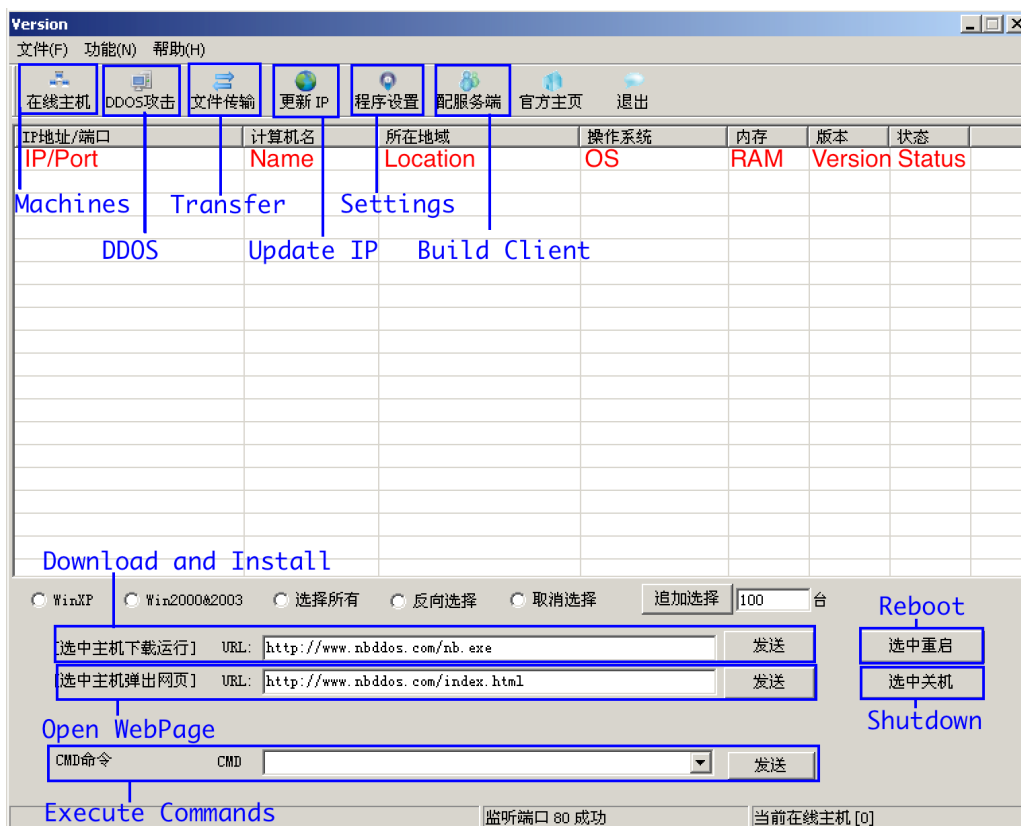 Version
文件(F) 功能(N) 帮助(H)
在线主机 DDOS攻击 文件传输 更新 IP 程序设置 配服务端 官方主页 退出
IP地址/端口 计算机名 所在地域 操作系统 内存 版本 状态
IP/Port Name Location OS RAM Version Status
Machines Transfer Settings
DDOS Update IP Build Client
Download and Install
WinXP Win2000&2003 选择所有 反向选择 取消选择 追加选择 100 台
Reboot
[选中主机下载运行] URL: http://www.nbddos.com/nb.exe 发送 选中重启
[选中主机弹出网页] URL: http://www.nbddos.com/index.html 发送 选中关机
Open WebPage Shutdown
CMD命令 CMD 发送
Execute Commands
监听端口 80 成功 当前在线主机 [0]